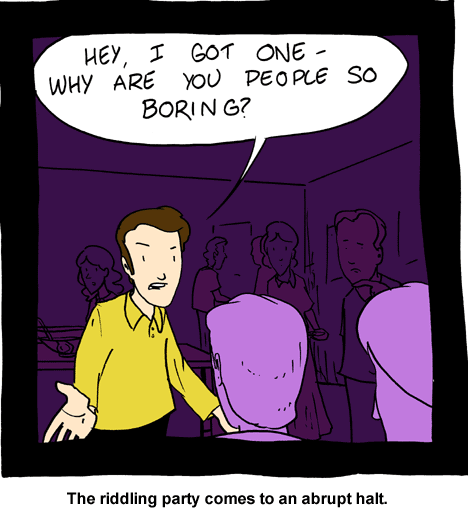 HEY, I GOT ONE -
WHY ARE YOU PEOPLE SO
BORING?
The riddling party comes to an abrupt halt.